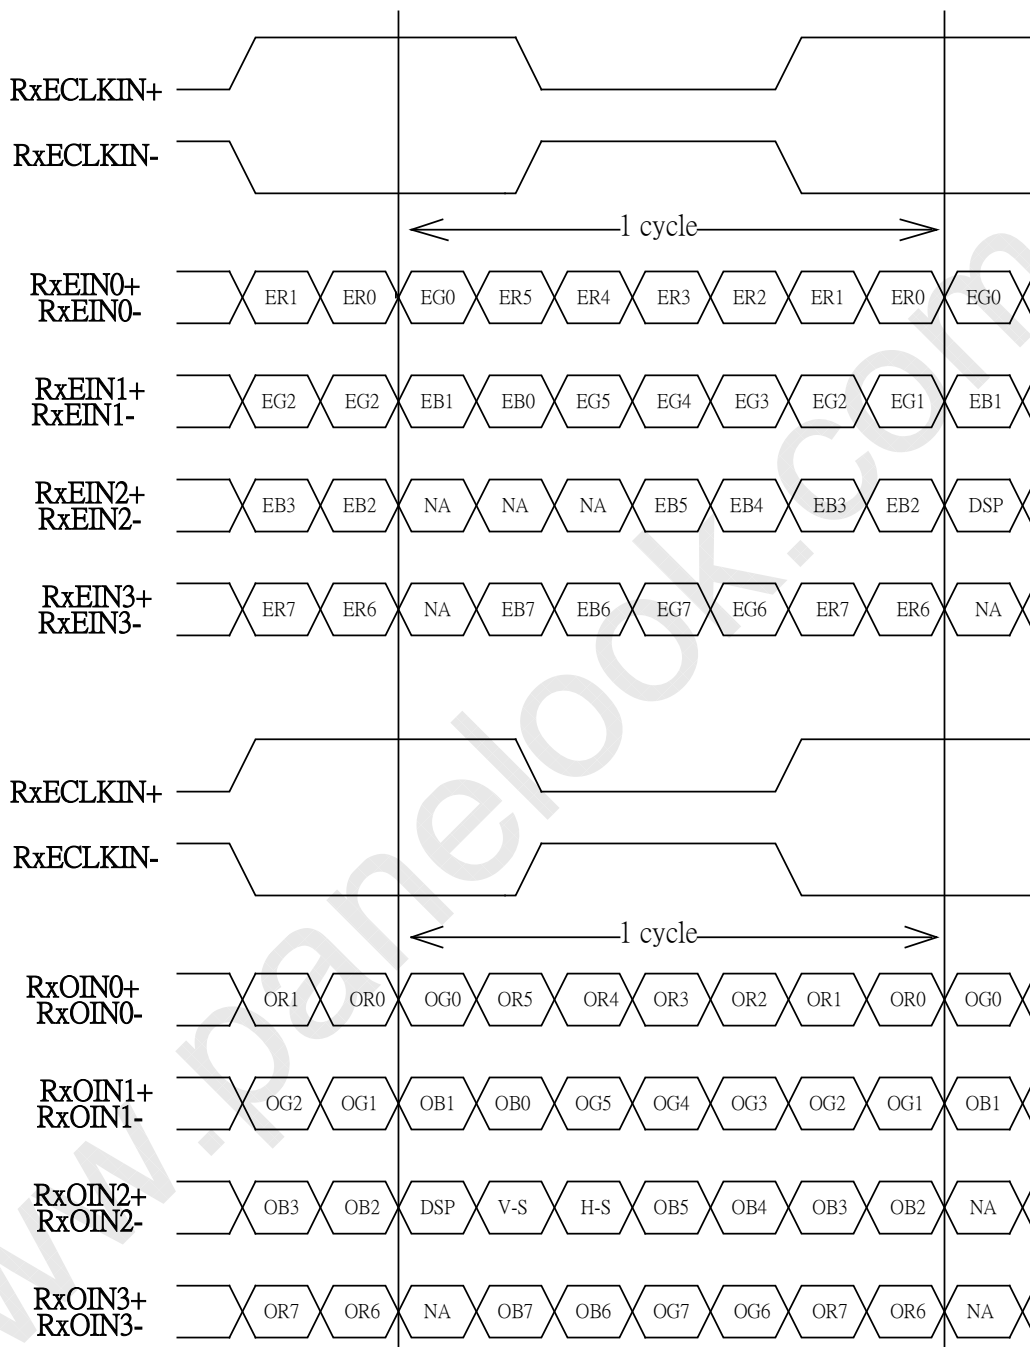 RxECLKIN+
RxECLKIN-
1 cycle
RxEIN0+
RxEIN0-
ER1 ER0 EG0 ER5 ER4 ER3 ER2 ER1 ER0 EG0
RxEIN1+
RxEIN1-
EG2 EG2 EB1 EB0 EG5 EG4 EG3 EG2 EG1 EB1
RxEIN2+
RxEIN2-
EB3 EB2 NA NA NA EB5 EB4 EB3 EB2 DSP
RxEIN3+
RxEIN3-
ER7 ER6 NA EB7 EB6 EG7 EG6 ER7 ER6 NA
RxECLKIN+
RxECLKIN-
1 cycle
RxOIN0+
RxOIN0-
OR1 OR0 OG0 OR5 OR4 OR3 OR2 OR1 OR0 OG0
RxOIN1+
RxOIN1-
OG2 OG1 OB1 OB0 OG5 OG4 OG3 OG2 OG1 OB1
RxOIN2+
RxOIN2-
OB3 OB2 DSP V-S H-S OB5 OB4 OB3 OB2 NA
RxOIN3+
RxOIN3-
OR7 OR6 NA OB7 OB6 OG7 OG6 OR7 OR6 NA
w.panelook.com